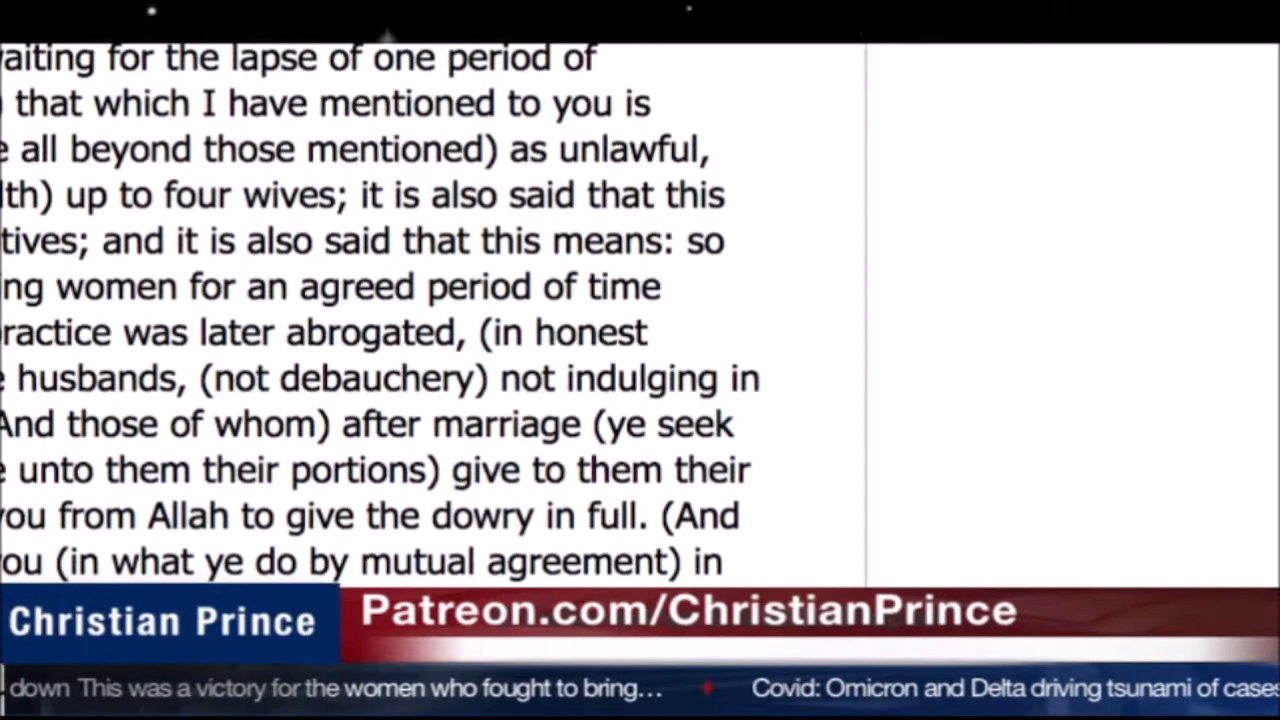 waiting for the lapse of one period of
) that which I have mentioned to you is
e all beyond those mentioned) as unlawful,
lth) up to four wives; it is also said that this
tives; and it is also said that this means: so
ing women for an agreed period of time
practice was later abrogated, (in honest
e husbands, (not debauchery) not indulging in
And those of whom) after marriage (ye seek
e unto them their portions) give to them their
you from Allah to give the dowry in full. (And
you (in what ye do by mutual agreement) in
Christian Prince
Patreon.com/ChristianPrince
down This was a victory for the women who fought to bring...
Covid: Omicron and Delta driving tsunami of cases